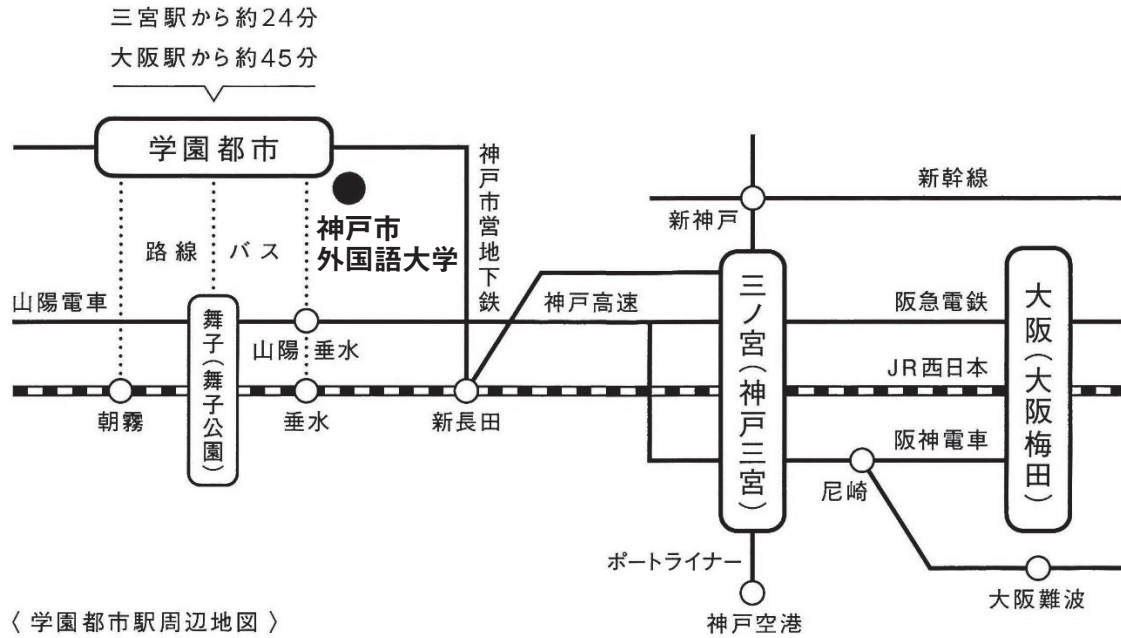 三宮駅から約24分
大阪駅から約45分
学園都市
神戸市営地下鉄
新幹線
新神戸
神戸市
外国語大学
路線バス
山陽電車
神戸高速
阪急電鉄
舞子(舞子公園)
山陽垂水
三ノ宮(神戸三宮)
大阪(大阪梅田)
JR西日本
朝霧
垂水
新長田
阪神電車
尼崎
ポートライナー
大阪難波
神戸空港
〈学園都市駅周辺地図〉